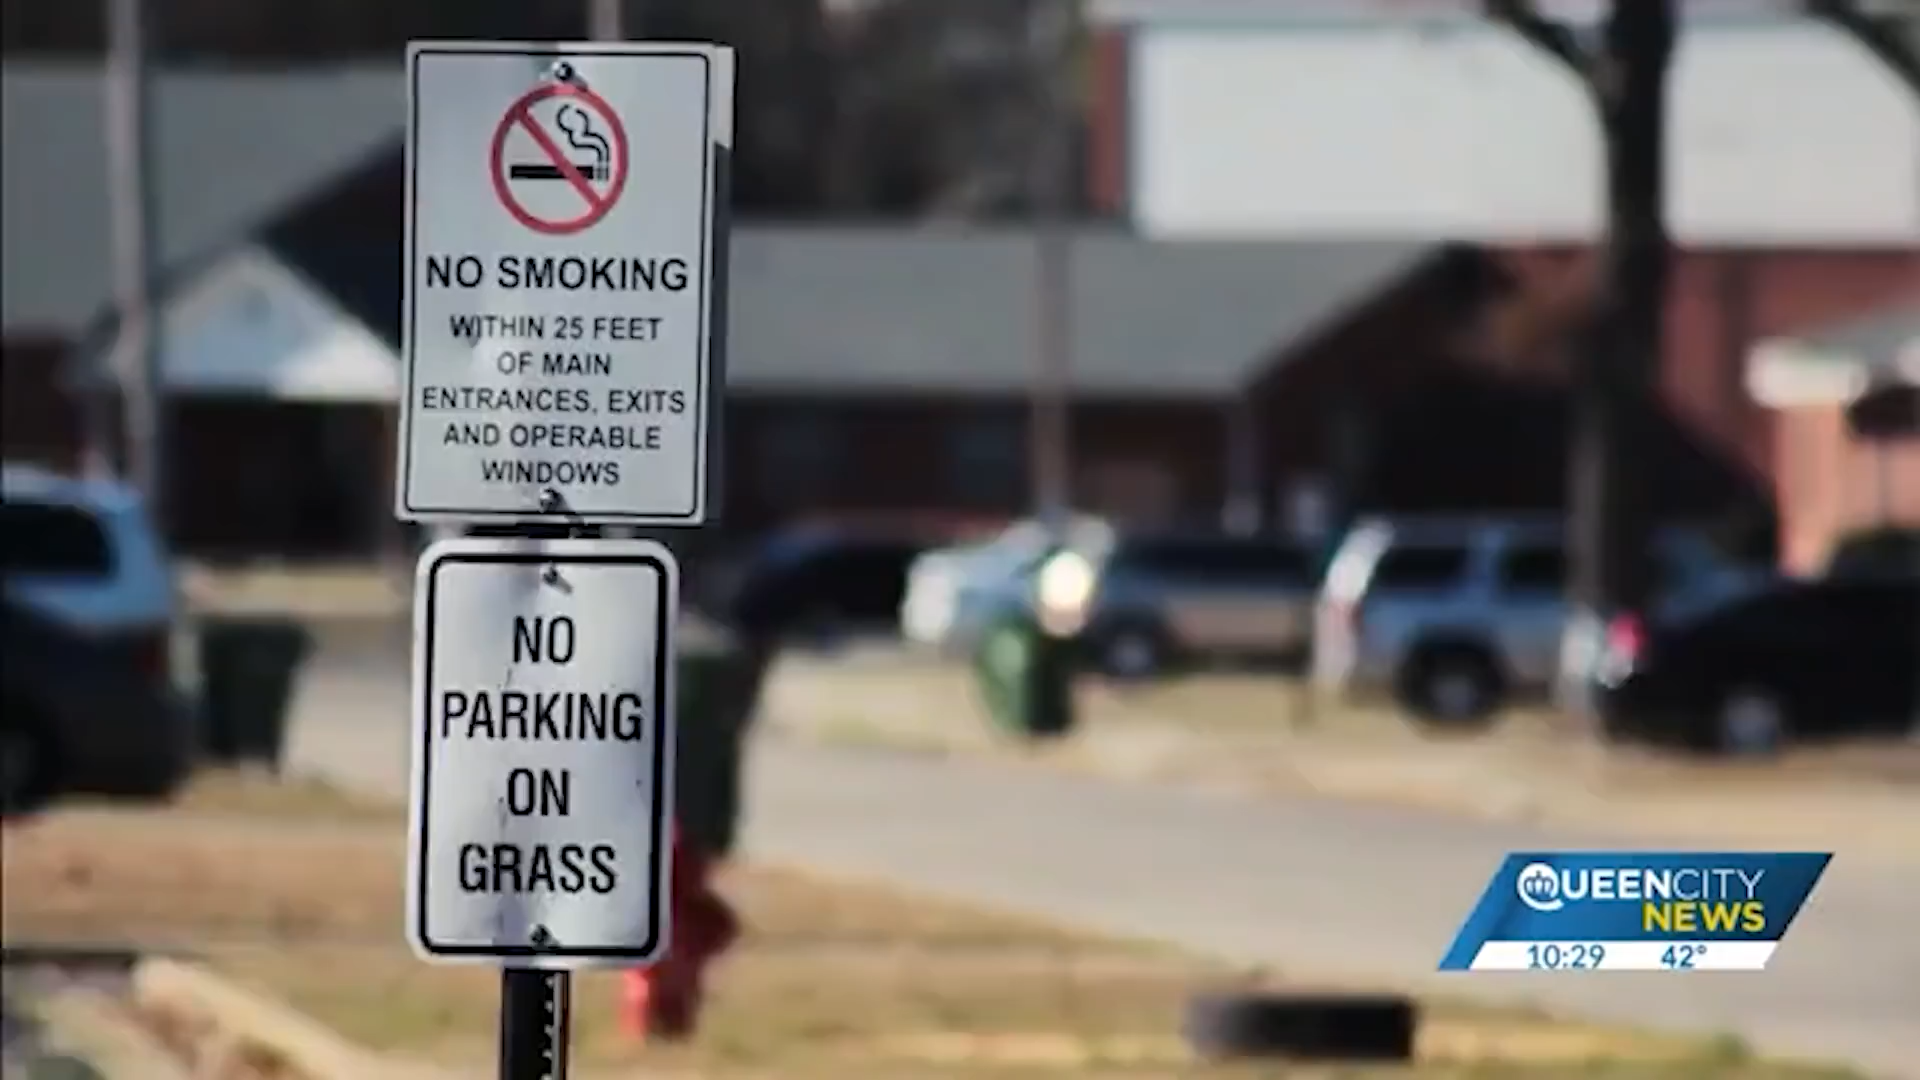 NO SMOKING
WITHIN 25 FEET
OF MAIN
ENTRANCES, EXITS
AND OPERABLE
WINDOWS
NO
PARKING
ON
GRASS
QUEENCITY
NEWS
10:29 42°